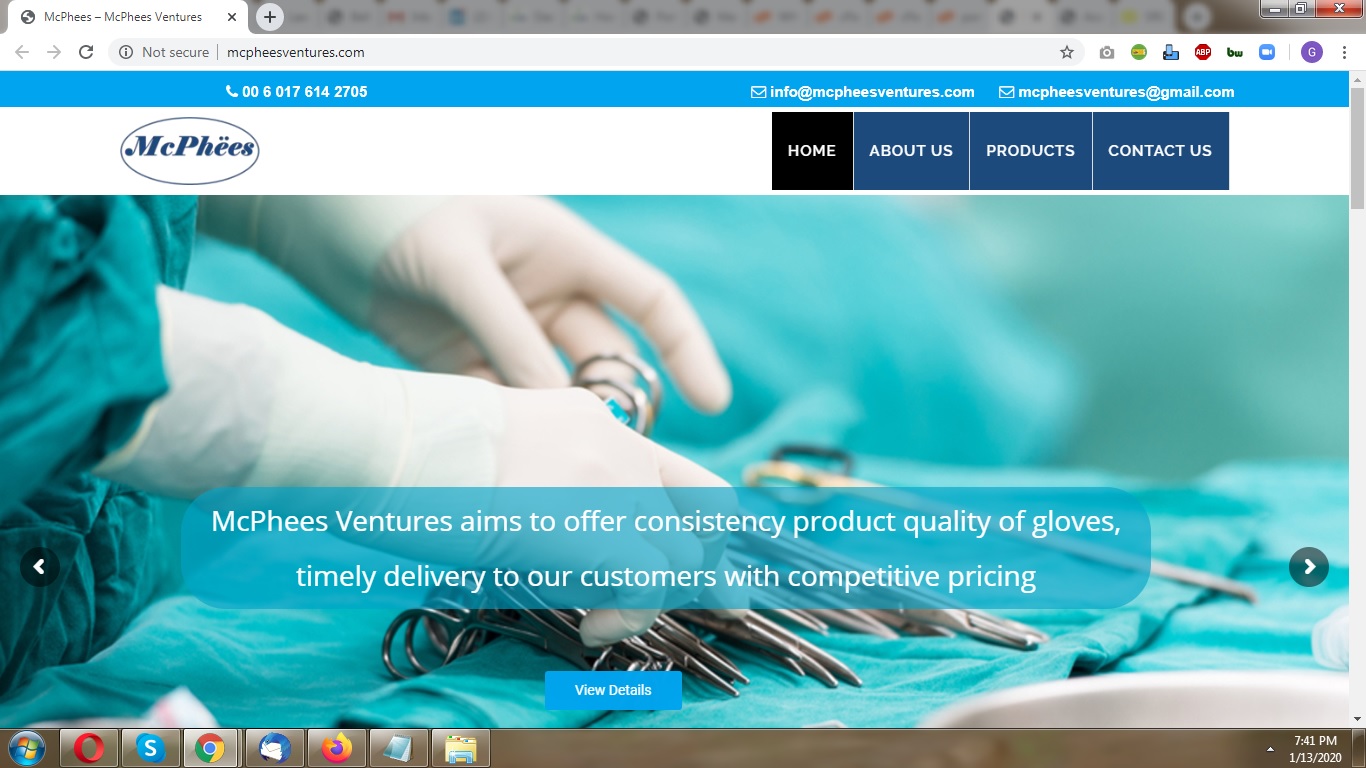 McPhees – McPhees Ventures
Not secure
mcpheesventures.com
ABP
bw
G
00 6 017 614 2705
info@mcpheesventures.com
mcpheesventures@gmail.com
McPhëes
HOME
ABOUT US
PRODUCTS
CONTACT US
McPhees Ventures aims to offer consistency product quality of gloves,
timely delivery to our customers with competitive pricing
View Details
7:41 PM
1/13/2020